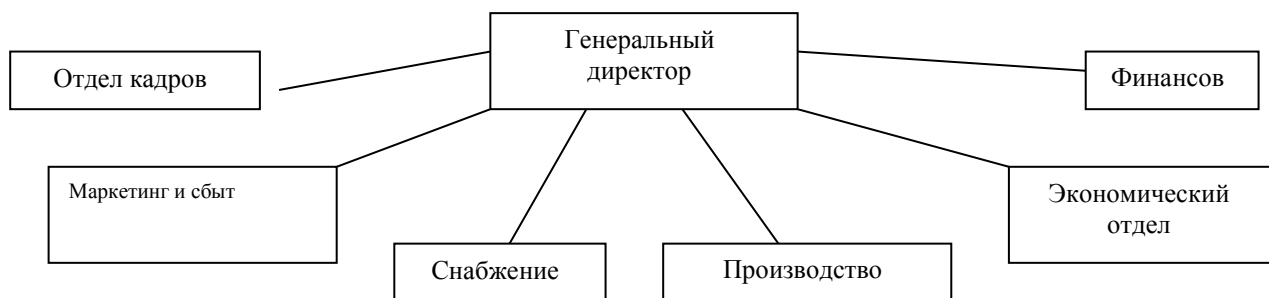 Генеральный
директор
Отдел кадров
Финансов
Маркетинг и сбыт
Экономический
отдел
Снабжение
Производство